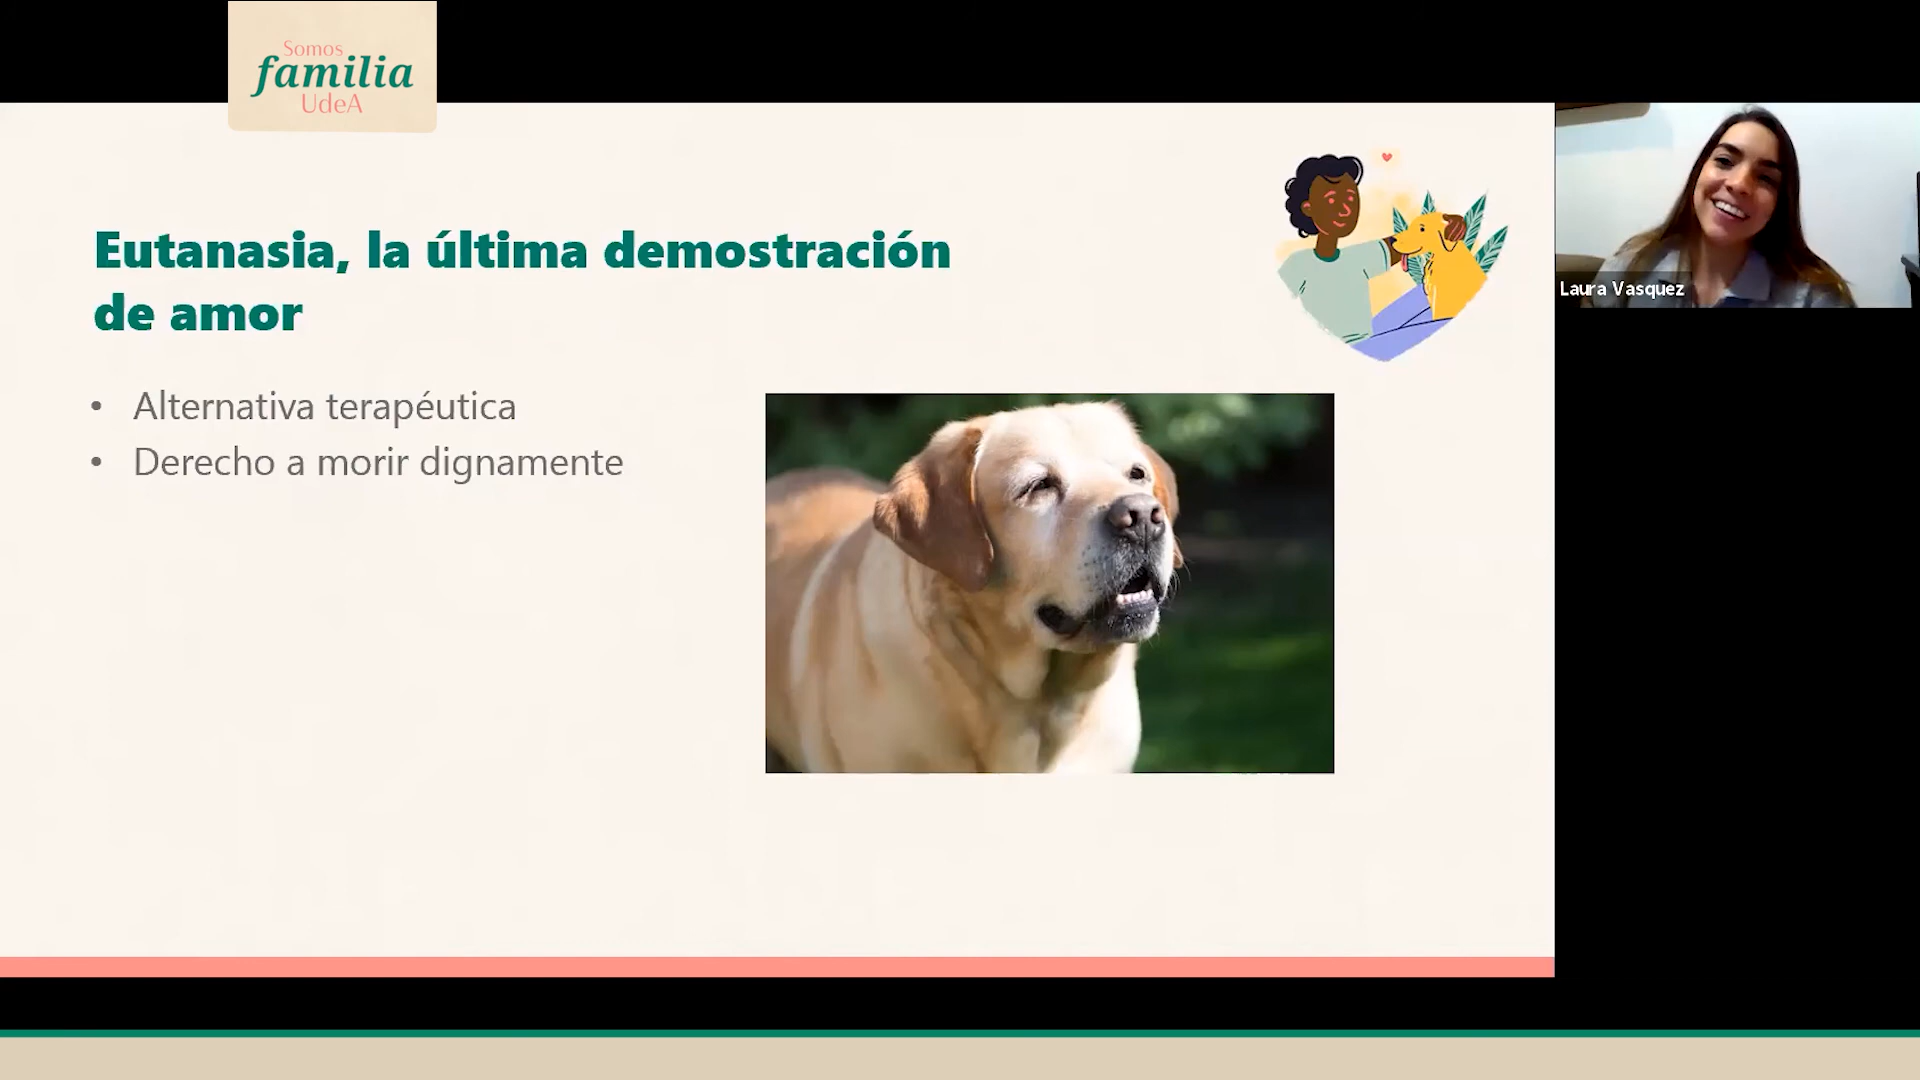 Somos
familia
UdeA
Eutanasia, la última demostración
de amor
• Alternativa terapéutica
• Derecho a morir dignamente
Laura Vasquez